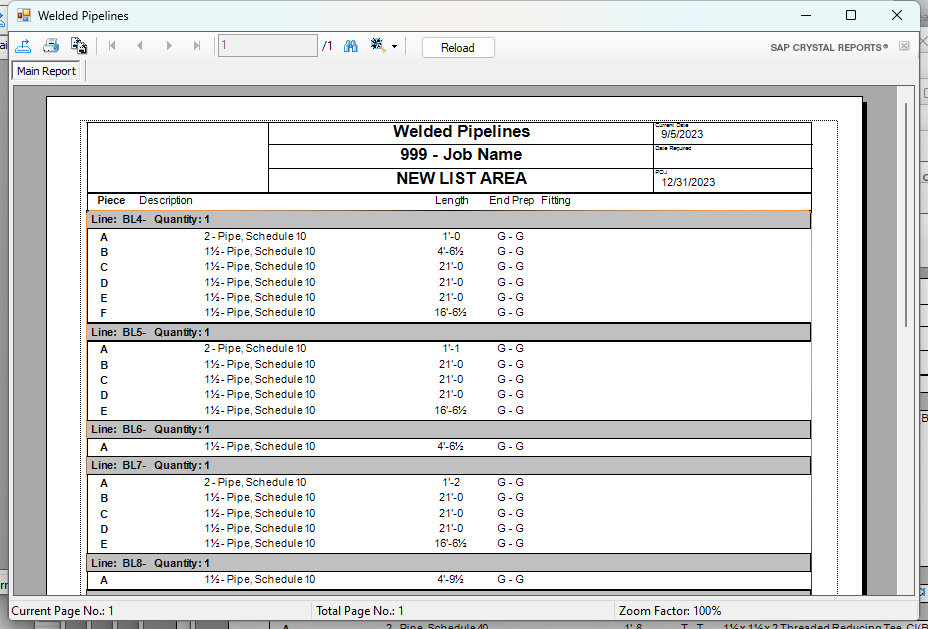 Welded Pipelines
1 /1 Reload SAP CRYSTAL REPORTS®
Main Report
Welded Pipelines
999 - Job Name
NEW LIST AREA
Current Date
9/5/2023
Date Required
POJ
12/31/2023
Piece Description Length End Prep Fitting
Line: BL4- Quantity: 1
A 2 - Pipe, Schedule 10 1'-0 G - G
B 1½ - Pipe, Schedule 10 4'-6½ G - G
C 1½ - Pipe, Schedule 10 21'-0 G - G
D 1½ - Pipe, Schedule 10 21'-0 G - G
E 1½ - Pipe, Schedule 10 21'-0 G - G
F 1½ - Pipe, Schedule 10 16'-6½ G - G
Line: BL5- Quantity: 1
A 2 - Pipe, Schedule 10 1'-1 G - G
B 1½ - Pipe, Schedule 10 21'-0 G - G
C 1½ - Pipe, Schedule 10 21'-0 G - G
D 1½ - Pipe, Schedule 10 21'-0 G - G
E 1½ - Pipe, Schedule 10 16'-6½ G - G
Line: BL6- Quantity: 1
A 1½ - Pipe, Schedule 10 4'-6½ G - G
Line: BL7- Quantity: 1
A 2 - Pipe, Schedule 10 1'-2 G - G
B 1½ - Pipe, Schedule 10 21'-0 G - G
C 1½ - Pipe, Schedule 10 21'-0 G - G
D 1½ - Pipe, Schedule 10 21'-0 G - G
E 1½ - Pipe, Schedule 10 16'-6½ G - G
Line: BL8- Quantity: 1
A 1½ - Pipe, Schedule 10 4'-9½ G - G
Current Page No.: 1 Total Page No.: 1 Zoom Factor: 100%